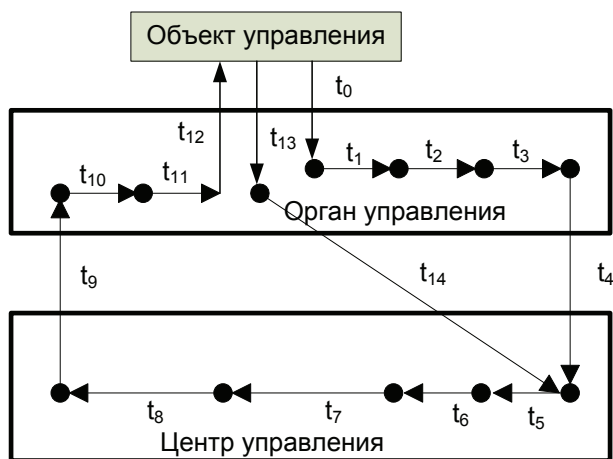 Объект управления
t₀
t₁₂
t₁₃
t₁
t₂
t₃
t₁₀
t₁₁
Орган управления
t₉
t₁₄
t₄
t₈
t₇
t₆
t₅
Центр управления